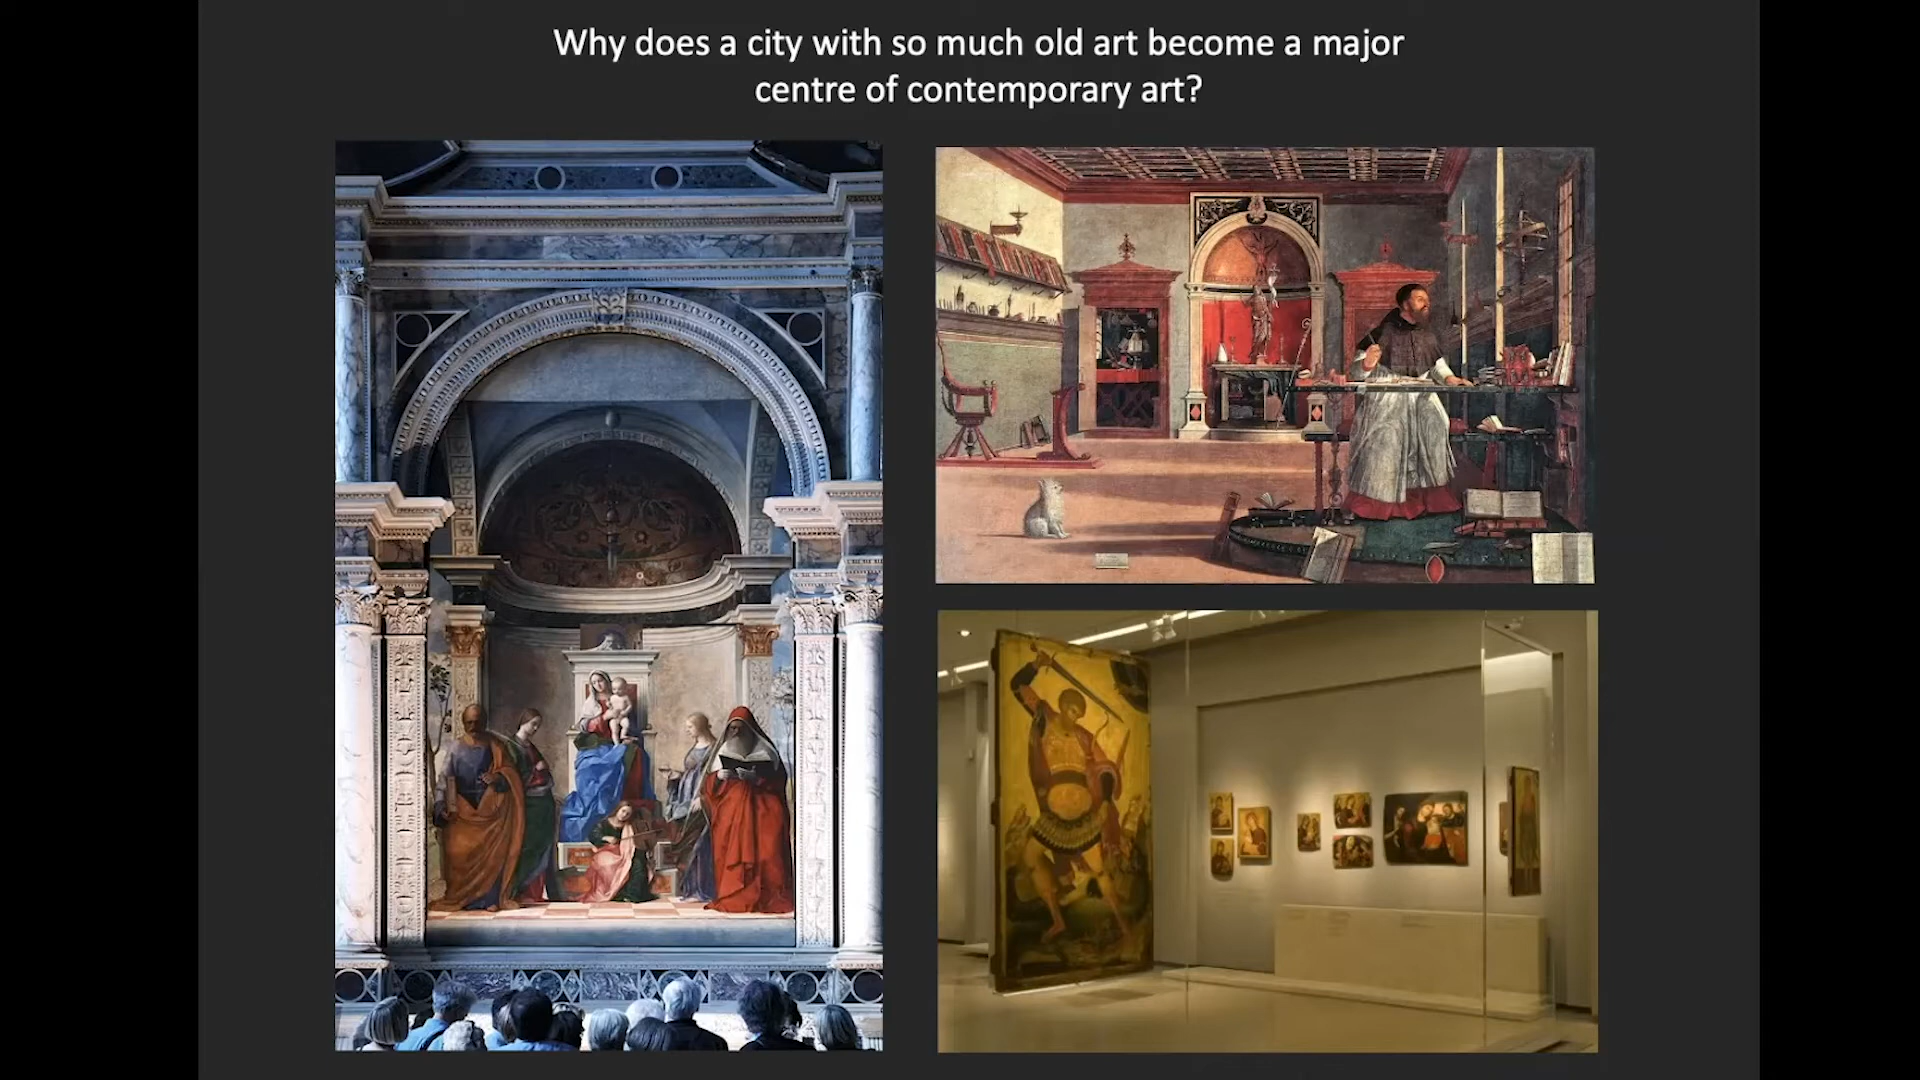 Why does a city with so much old art become a major
centre of contemporary art?